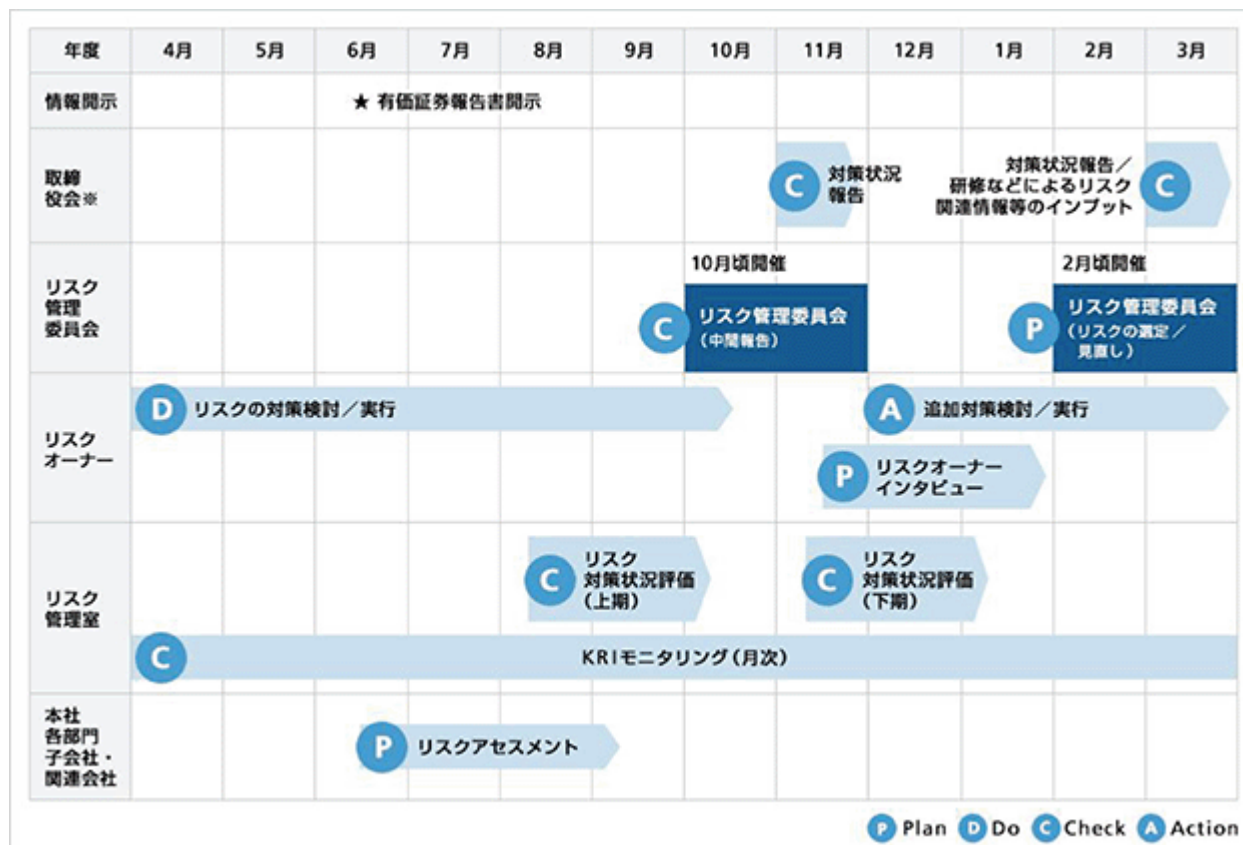 年度 4月 5月 6月 7月 8月 9月 10月 11月 12月 1月 2月 3月
情報開示
★ 有価証券報告書開示
取締
役会※
C
対策状況
報告
対策状況報告／
研修などによるリスク
関連情報等のインプット
C
リスク
管理
委員会
10月頃開催
C
リスク管理委員会
（中間報告）
2月頃開催
P
リスク管理委員会
（リスクの選定／
見直し）
リスク
オーナー
D リスクの対策検討／実行
A 追加対策検討／実行
P
リスクオーナー
インタビュー
リスク
管理室
C
リスク
対策状況評価
（上期）
C
リスク
対策状況評価
（下期）
C KRIモニタリング（月次）
本社
各部門
子会社・
関連会社
P リスクアセスメント
P Plan D Do C Check A Action